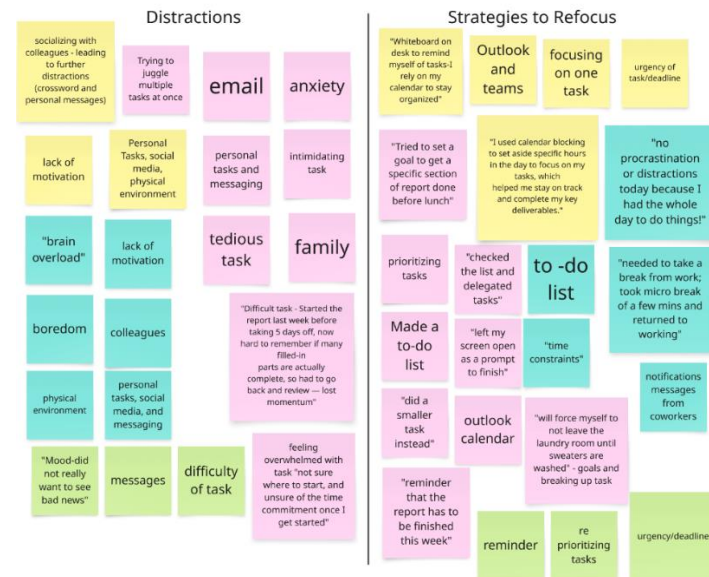 Distractions
socializing with
colleagues - leading
to further
distractions
(crossword and
personal messages)
Trying to
juggle
multiple
tasks at once
email
anxiety
lack of
motivation
Personal
Tasks, social
media,
physical
environment
personal
tasks and
messaging
intimidating
task
"brain
overload"
lack of
motivation
tedious
task
family
boredom
colleagues
"Difficult task - Started the
report last week before
taking 5 days off, now
hard to remember if many
filled-in
parts are actually
complete, so had to go
back and review — lost
momentum"
physical
environment
personal
tasks, social
media, and
messaging
"Mood-did
not really
want to see
bad news"
messages
difficulty
of task
feeling
overwhelmed with
task "not sure
where to start, and
unsure of the time
commitment once I
get started"
Strategies to Refocus
"Whiteboard on
desk to remind
myself of tasks-I
rely on my
calendar to stay
organized"
Outlook
and
teams
focusing
on one
task
urgency of
task/deadline
"Tried to set a
goal to get a
specific section
of report done
before lunch"
"I used calendar blocking
to set aside specific hours
in the day to focus on my
tasks, which
helped me stay on track
and complete my key
deliverables."
"no
procrastination
or distractions
today because I
had the whole
day to do things!"
prioritizing
tasks
"checked
the list and
delegated
tasks"
to -do
list
"needed to take a
break from work;
took micro break
of a few mins and
returned to
working"
Made a
to-do
list
"left my
screen open
as a prompt
to finish"
"time
constraints"
notifications
messages
from
coworkers
"did a
smaller
task
instead"
outlook
calendar
"will force myself to
not leave the
laundry room until
sweaters are
washed" - goals and
breaking up task
"reminder
that the
report has to
be finished
this week"
reminder
re
prioritizing
tasks
urgency/deadline